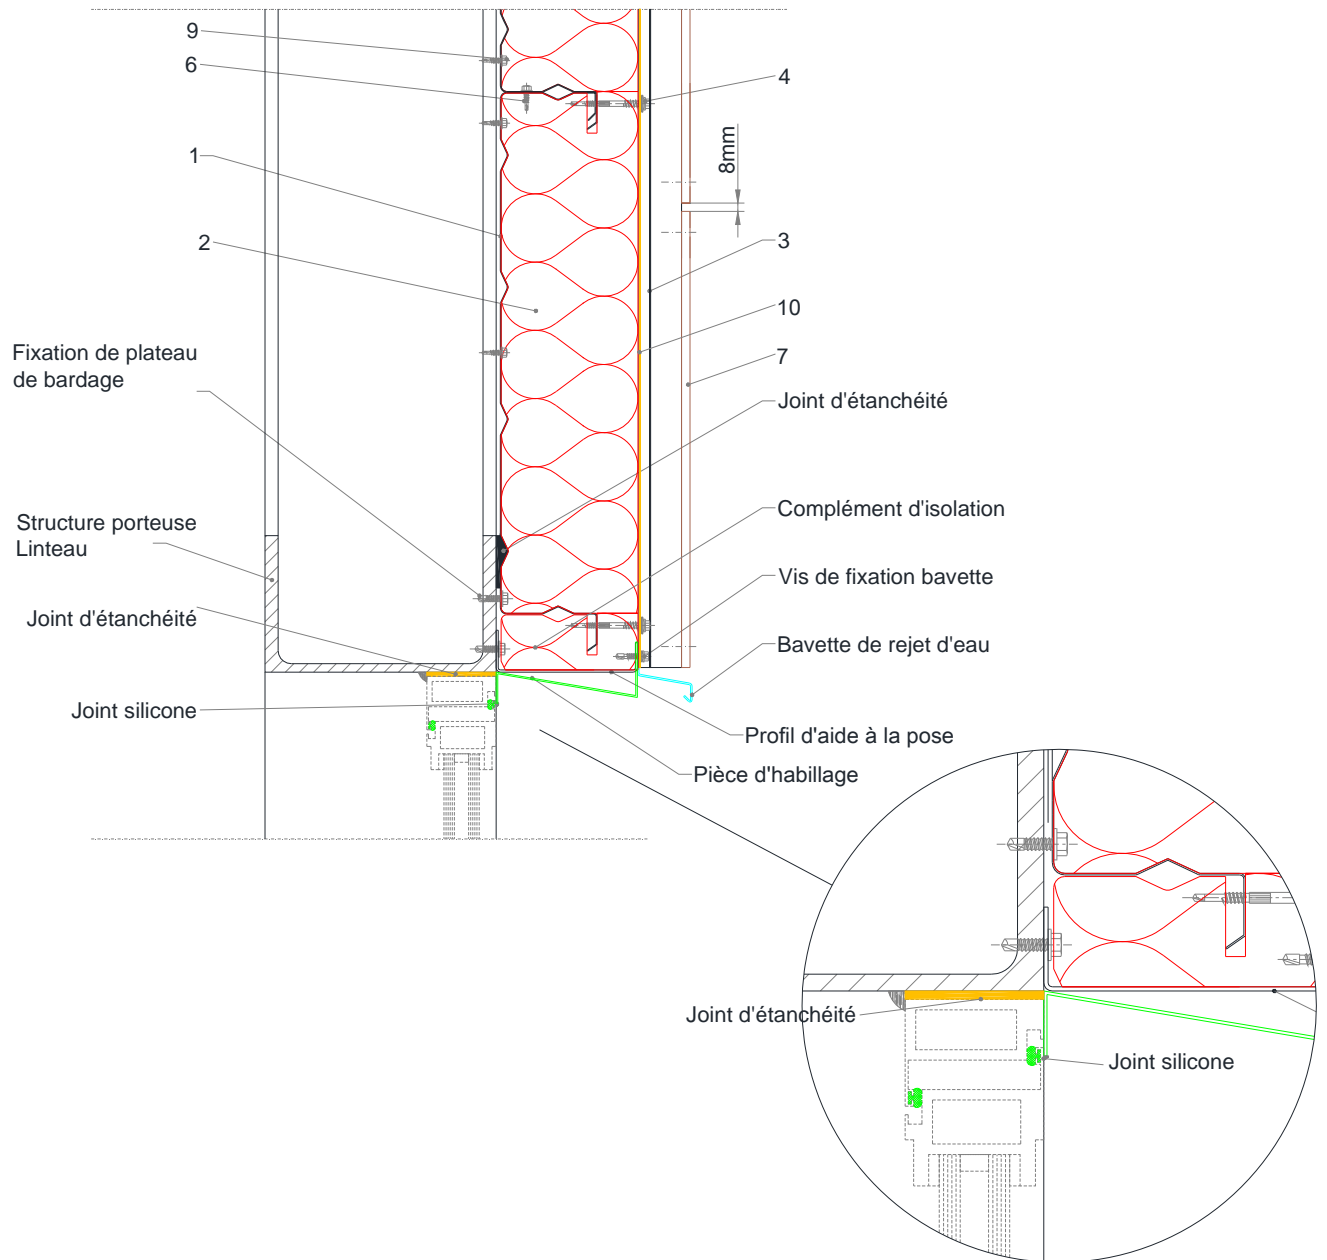 9
6
1
2
Fixation de plateau
de bardage
Structure porteuse
Linteau
Joint d'étanchéité
Joint silicone
4
8mm
3
10
7
Joint d'étanchéité
Complément d'isolation
Vis de fixation bavette
Bavette de rejet d'eau
Profil d'aide à la pose
Pièce d'habillage
Joint d'étanchéité
Joint silicone